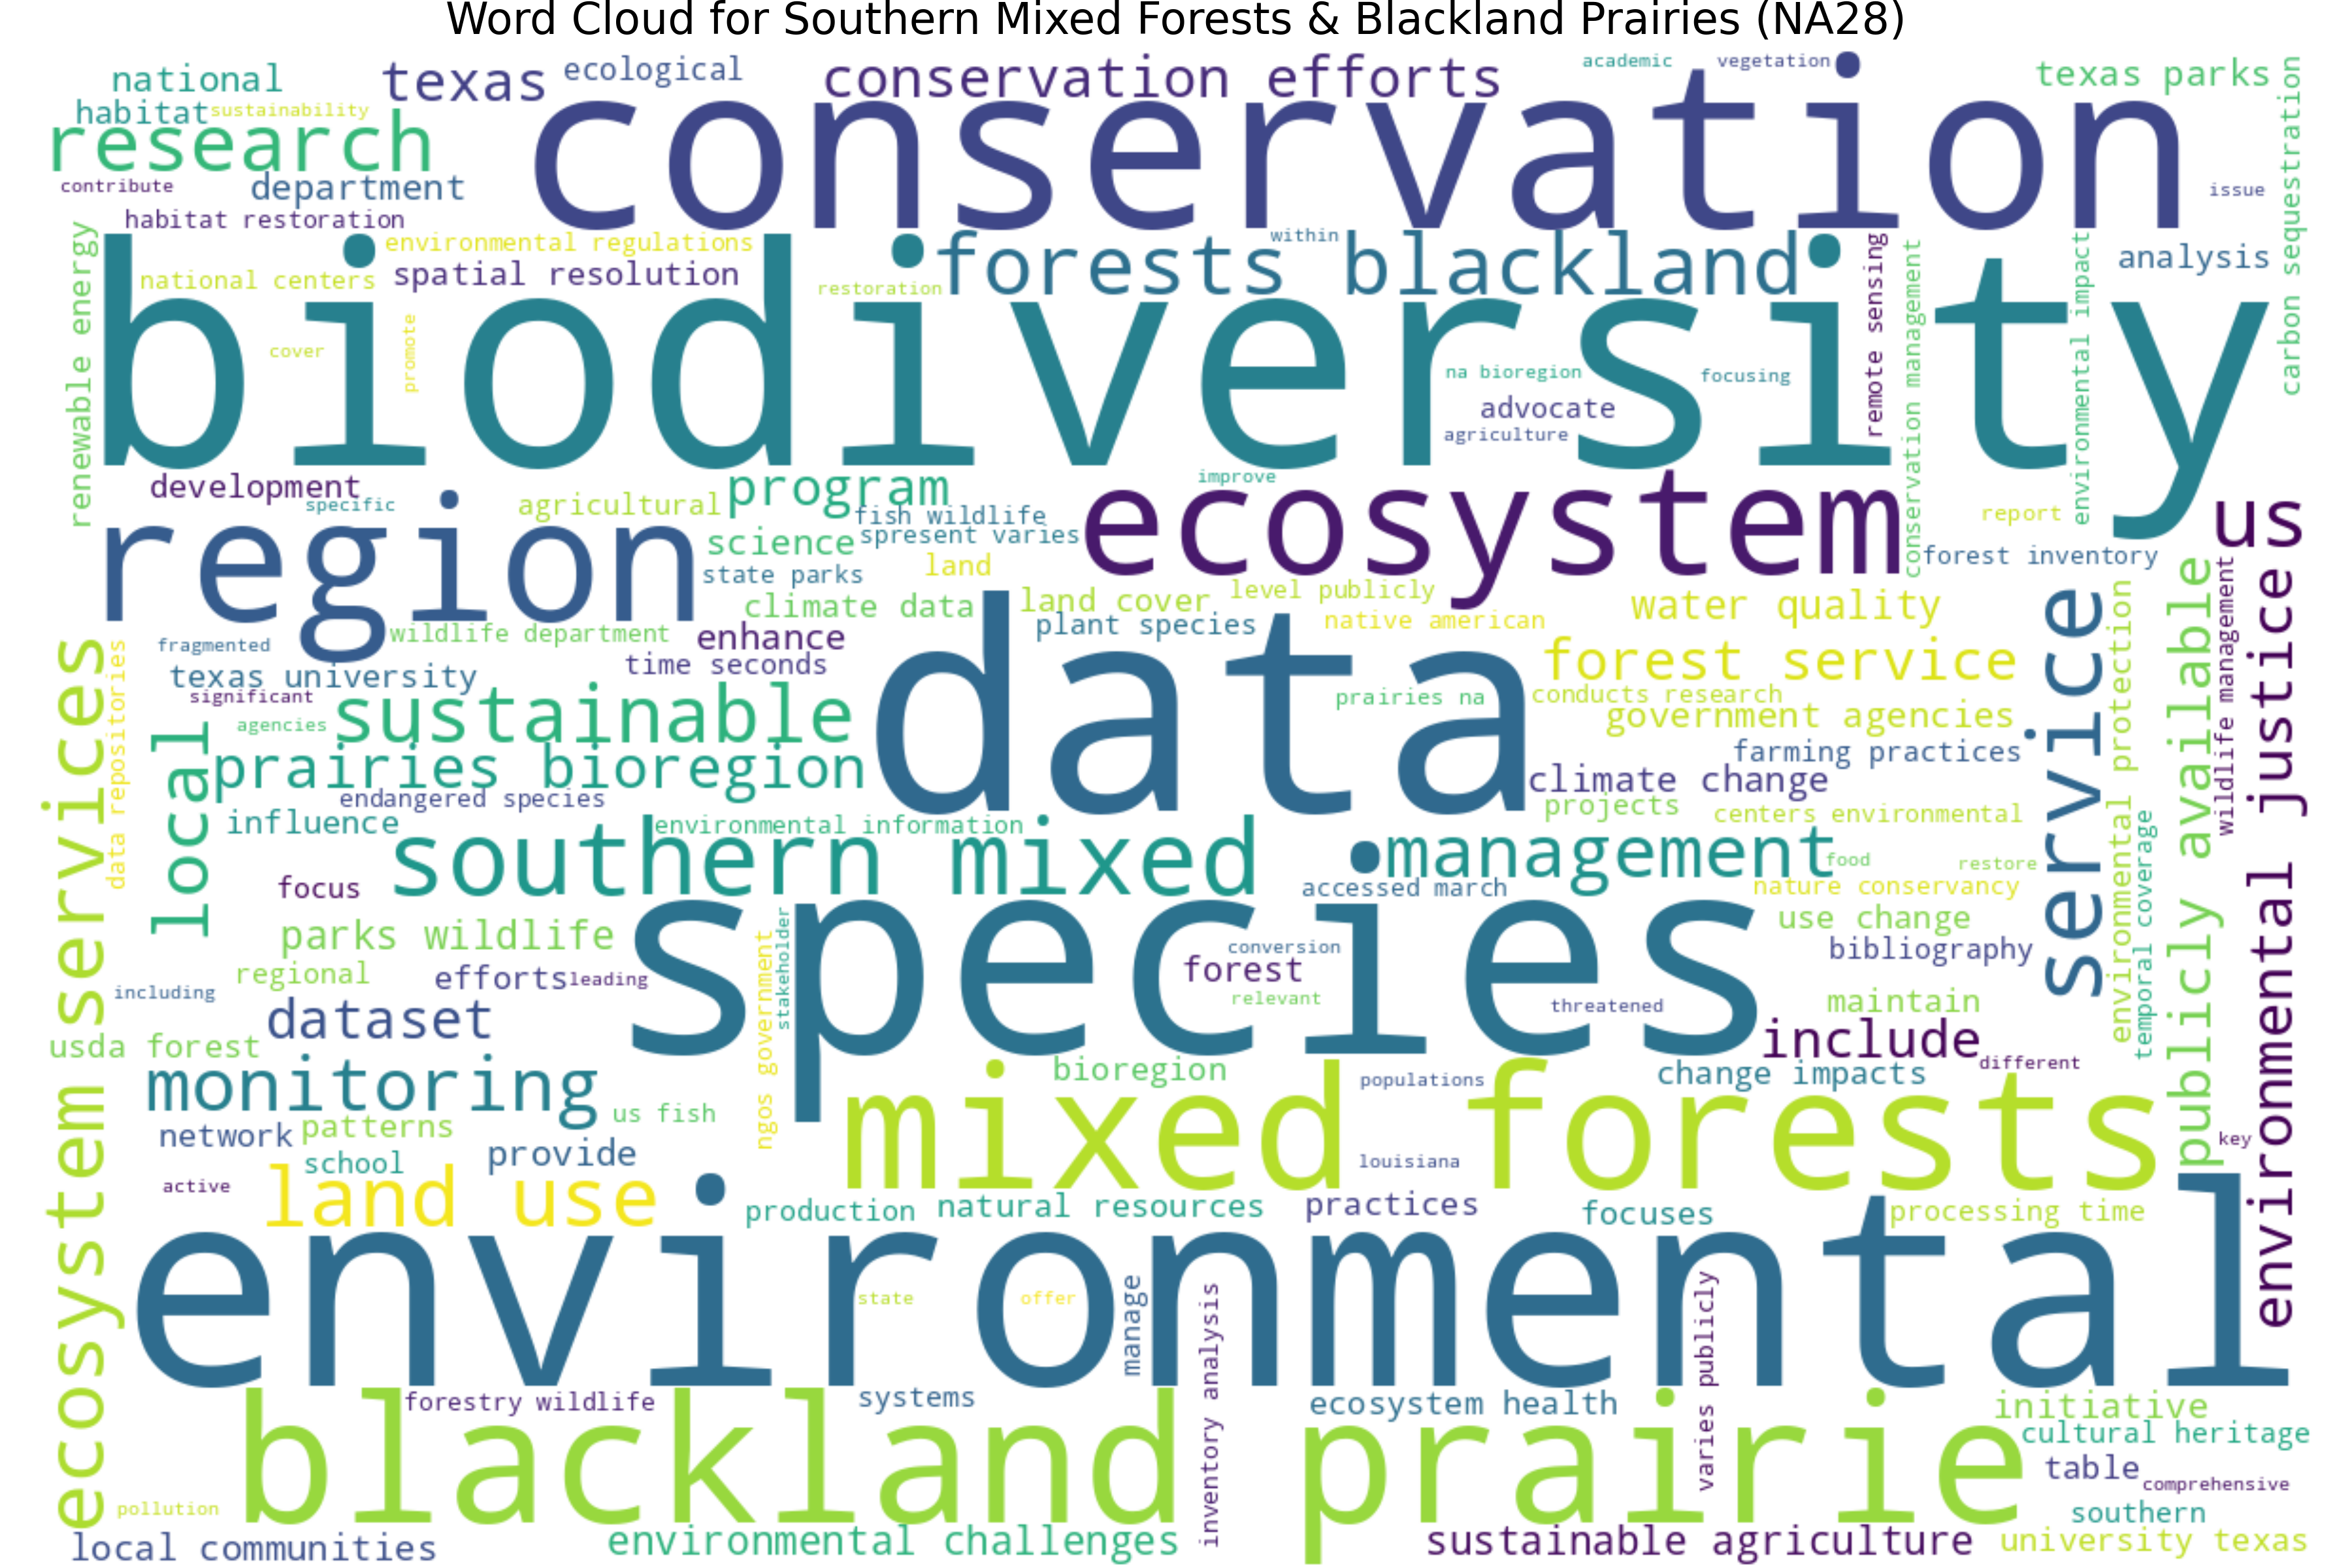 Word Cloud for Southern Mixed Forests & Blackland Prairies (NA28)
national
texas
ecological
conservation efforts
academic
vegetation
texas parks
habitat
sustainability
research
conservation
carbon sequestration
contribute
department
issue
habitat restoration
renewable energy
environmental regulations
within
forests blackland
remote sensing
conservation management
environmental impact
analysis
national centers
spatial resolution
restoration
biodiversity
promote
cover
na bioregion
focusing
advocate
agriculture
development
specific
agricultural
program
improve
ecosystem
report
us
region
fish wildlife
science
spresent varies
state parks
land
forest inventory
climate data
land cover
level publicly
water quality
service
environmental protection
publicly available
wildlife management
environmental justice
fragmented
wildlife department
enhance
plant species
native american
time seconds
data
forest service
texas university
significant
agencies
sustainable
prairies na
conducts research
government agencies
ecosystem services
data repositories
local
prairies bioregion
farming practices
climate change
endangered species
projects
centers environmental
influence
environmental information
southern mixed
management
food
restore
temporal coverage
focus
accessed march
nature conservancy
parks wildlife
species
use change
stakeholder
ngos government
conversion
bibliography
regional
efforts
leading
forest
including
relevant
threatened
maintain
dataset
include
usda forest
different
monitoring
bioregion
populations
change impacts
us fish
mixed forests
network
patterns
key
school
provide
louisiana
active
land use
production
natural resources
practices
focuses
processing time
environmental
state
offer
manage
inventory analysis
varies publicly
forestry wildlife
systems
ecosystem health
initiative
blackland prairie
cultural heritage
table
comprehensive
pollution
southern
local communities
environmental challenges
sustainable agriculture
university texas